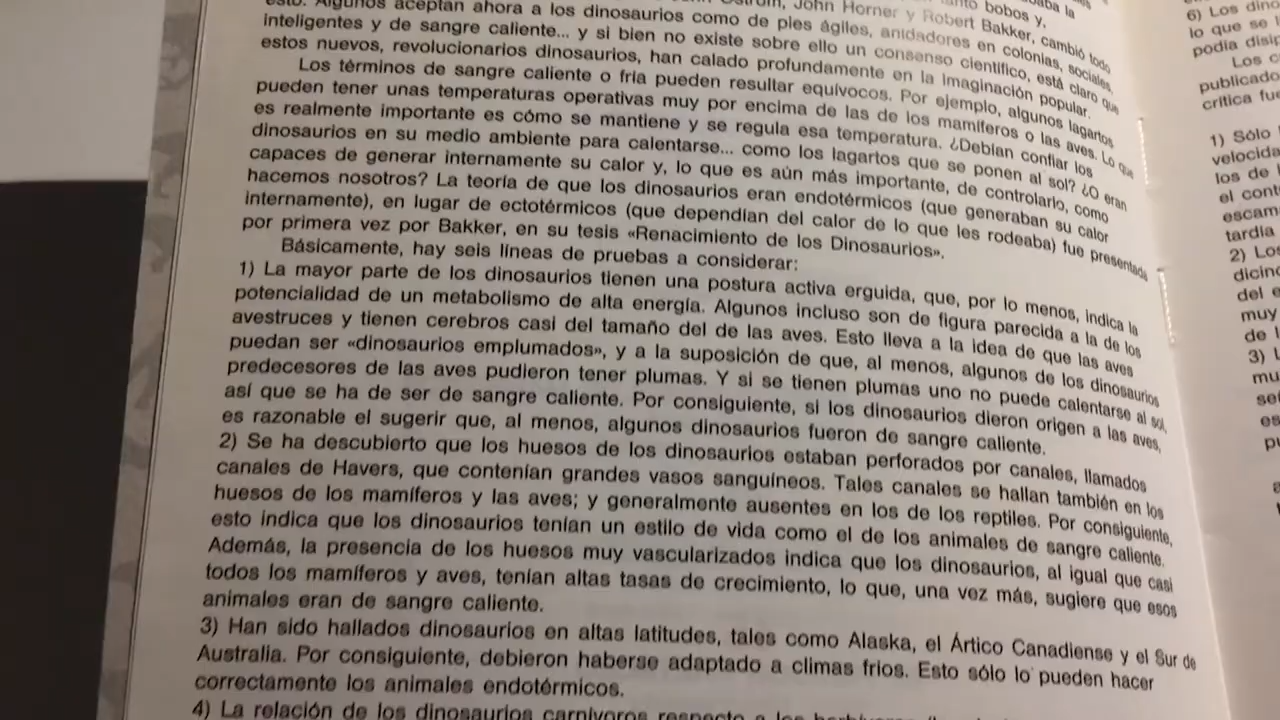 tanto bobos y,
esto. Algunos aceptan ahora a los dinosaurios como de pies ágiles, anidadores en colonias, sociales,
John Horner y Robert Bakker, cambió todo
inteligentes y de sangre caliente... y si bien no existe sobre ello un consenso científico, está claro que
estos nuevos, revolucionarios dinosaurios, han calado profundamente en la imaginación popular.
Los términos de sangre caliente o fría pueden resultar equívocos. Por ejemplo, algunos lagartos
pueden tener unas temperaturas operativas muy por encima de las de los mamíferos o las aves. Lo que
es realmente importante es cómo se mantiene y se regula esa temperatura. ¿Debían confiar los
dinosaurios en su medio ambiente para calentarse... como los lagartos que se ponen al sol? ¿O eran
capaces de generar internamente su calor y, lo que es aún más importante, de controlarlo, como
hacemos nosotros? La teoría de que los dinosaurios eran endotérmicos (que generaban su calor
internamente), en lugar de ectotérmicos (que dependían del calor de lo que les rodeaba) fue presentada
por primera vez por Bakker, en su tesis «Renacimiento de los Dinosaurios».
Básicamente, hay seis líneas de pruebas a considerar:
1) La mayor parte de los dinosaurios tienen una postura activa erguida, que, por lo menos, indica la
potencialidad de un metabolismo de alta energía. Algunos incluso son de figura parecida a la de los
avestruces y tienen cerebros casi del tamaño del de las aves. Esto lleva a la idea de que las aves
puedan ser «dinosaurios emplumados», y a la suposición de que, al menos, algunos de los dinosaurios
predecesores de las aves pudieron tener plumas. Y si se tienen plumas uno no puede calentarse al sol,
así que se ha de ser de sangre caliente. Por consiguiente, si los dinosaurios dieron origen a las aves,
es razonable el sugerir que, al menos, algunos dinosaurios fueron de sangre caliente.
2) Se ha descubierto que los huesos de los dinosaurios estaban perforados por canales, llamados
canales de Havers, que contenían grandes vasos sanguíneos. Tales canales se hallan también en los
huesos de los mamíferos y las aves; y generalmente ausentes en los de los reptiles. Por consiguiente,
esto indica que los dinosaurios tenían un estilo de vida como el de los animales de sangre caliente.
Además, la presencia de los huesos muy vascularizados indica que los dinosaurios, al igual que casi
todos los mamíferos y aves, tenían altas tasas de crecimiento, lo que, una vez más, sugiere que esos
animales eran de sangre caliente.
3) Han sido hallados dinosaurios en altas latitudes, tales como Alaska, el Ártico Canadiense y el Sur de
Australia. Por consiguiente, debieron haberse adaptado a climas fríos. Esto sólo lo pueden hacer
correctamente los animales endotérmicos.
4) La relación de los dinosaurios carnívoros respecto a los
6) Los
lo que se
podía
Los
crítica fue
1) Sólo
los de
tardía
2)
del
muy
de
3)